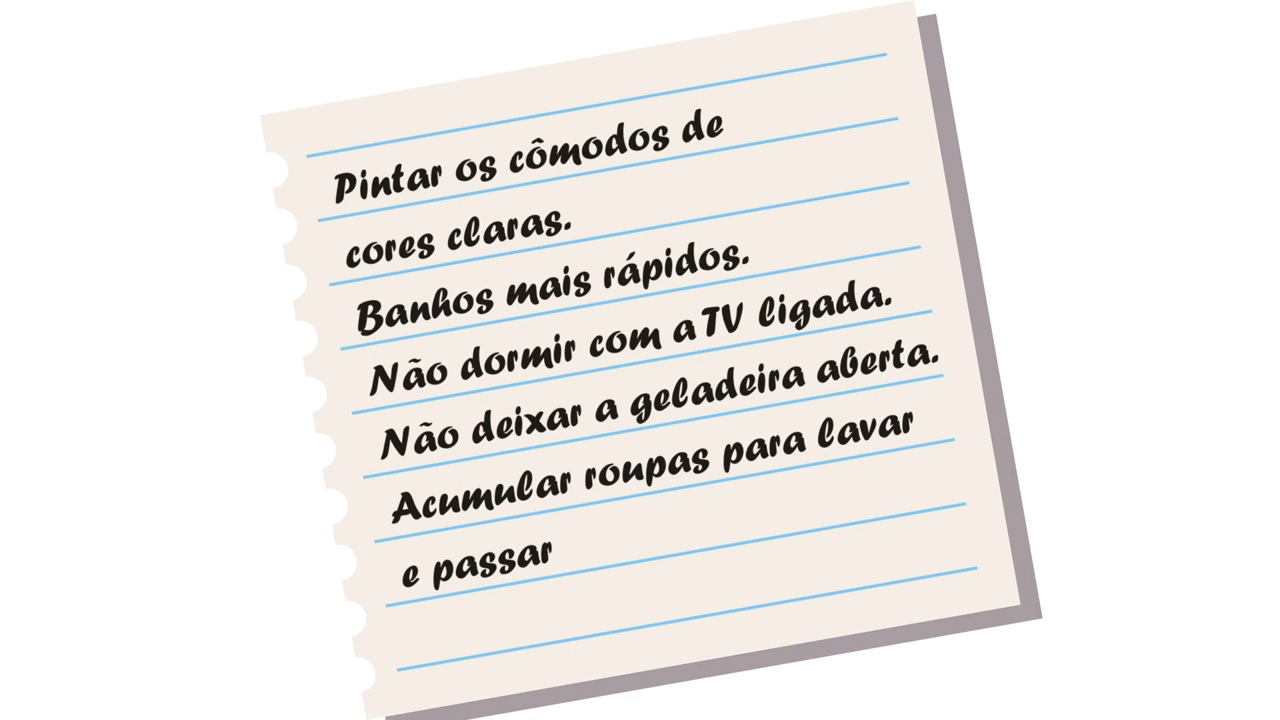 Pintar os cômodos de
cores claras.
Banhos mais rápidos.
Não dormir com a TV ligada.
Não deixar a geladeira aberta.
Acumular roupas para lavar
e passar